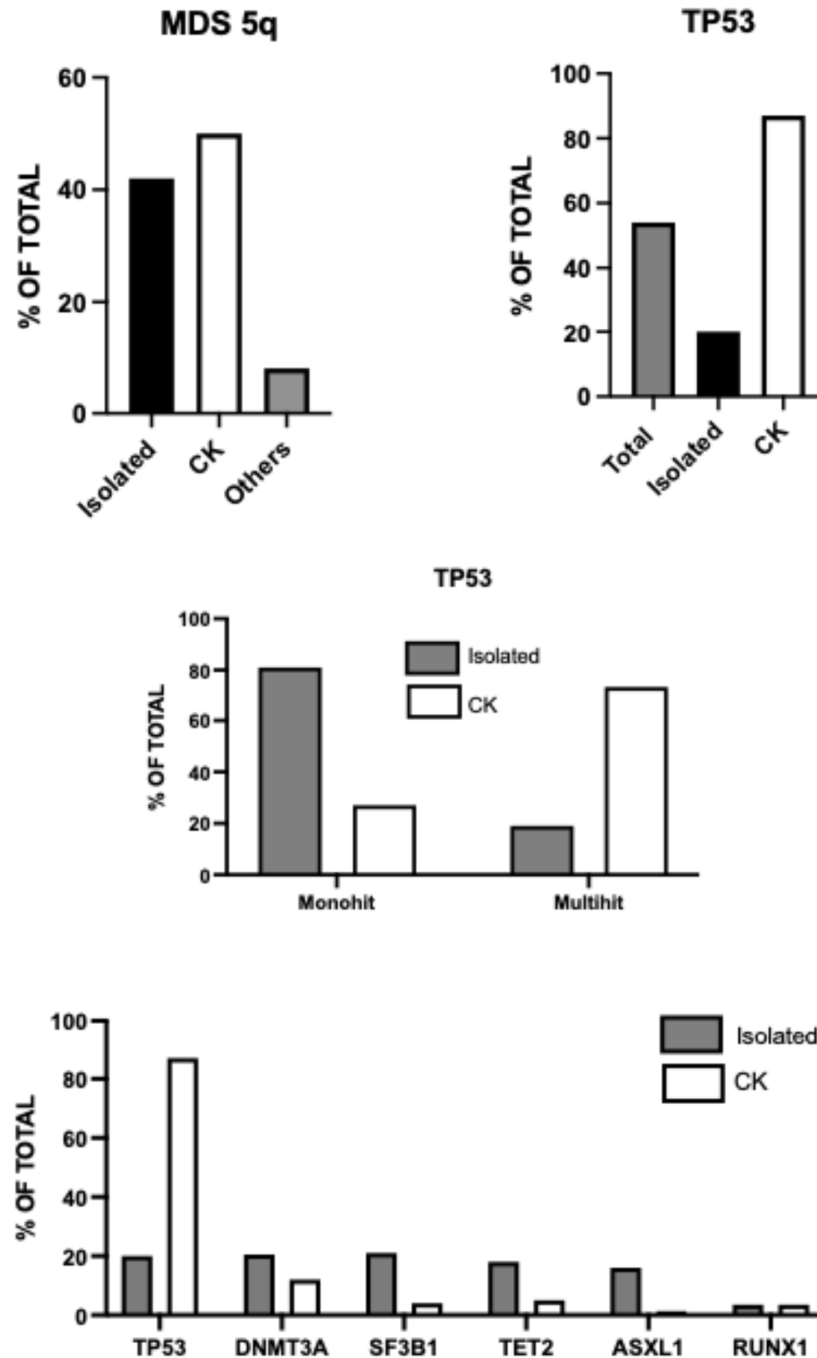 MDS 5q
% OF TOTAL
60
40
20
0
Isolated
CK
Others
TP53
% OF TOTAL
100
80
60
40
20
0
Total
Isolated
CK
TP53
% OF TOTAL
100
80
60
40
20
0
Isolated
CK
Monohit
Multihit
% OF TOTAL
100
80
60
40
20
0
Isolated
CK
TP53 DNMT3A SF3B1 TET2 ASXL1 RUNX1